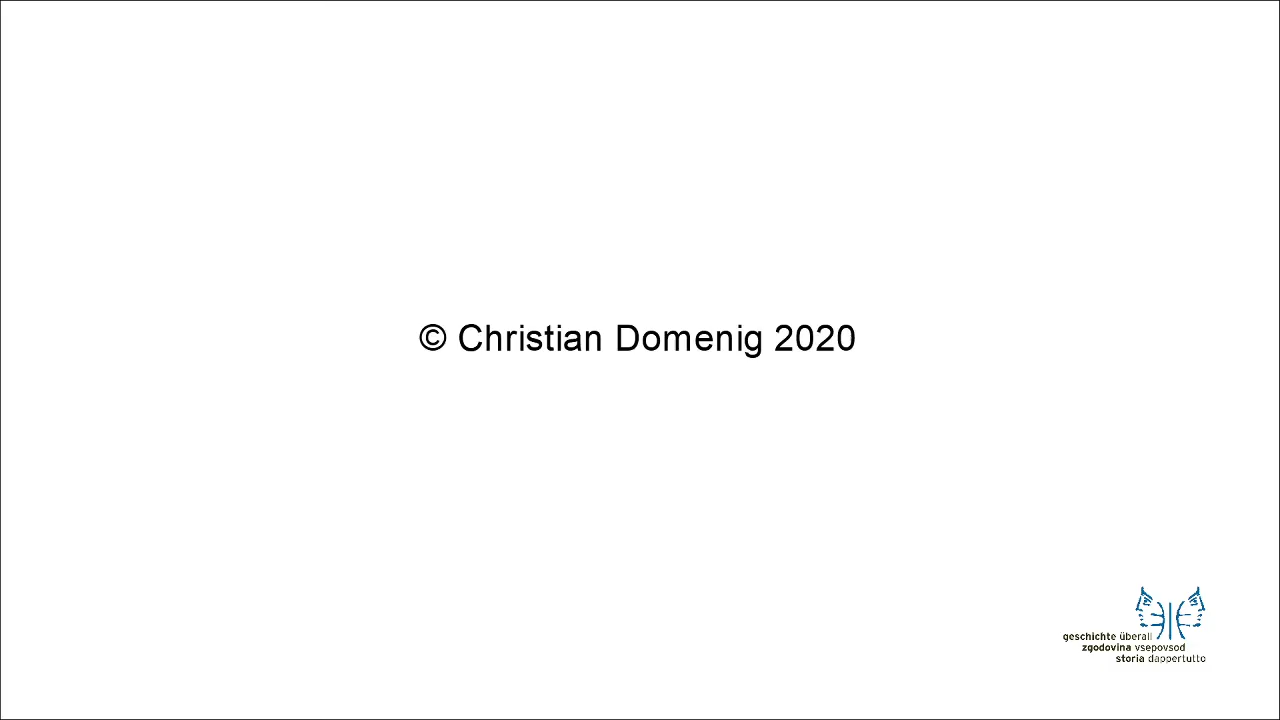 © Christian Domenig 2020
geschichte überall
zgodovina vsepovsod
storia dappertutto